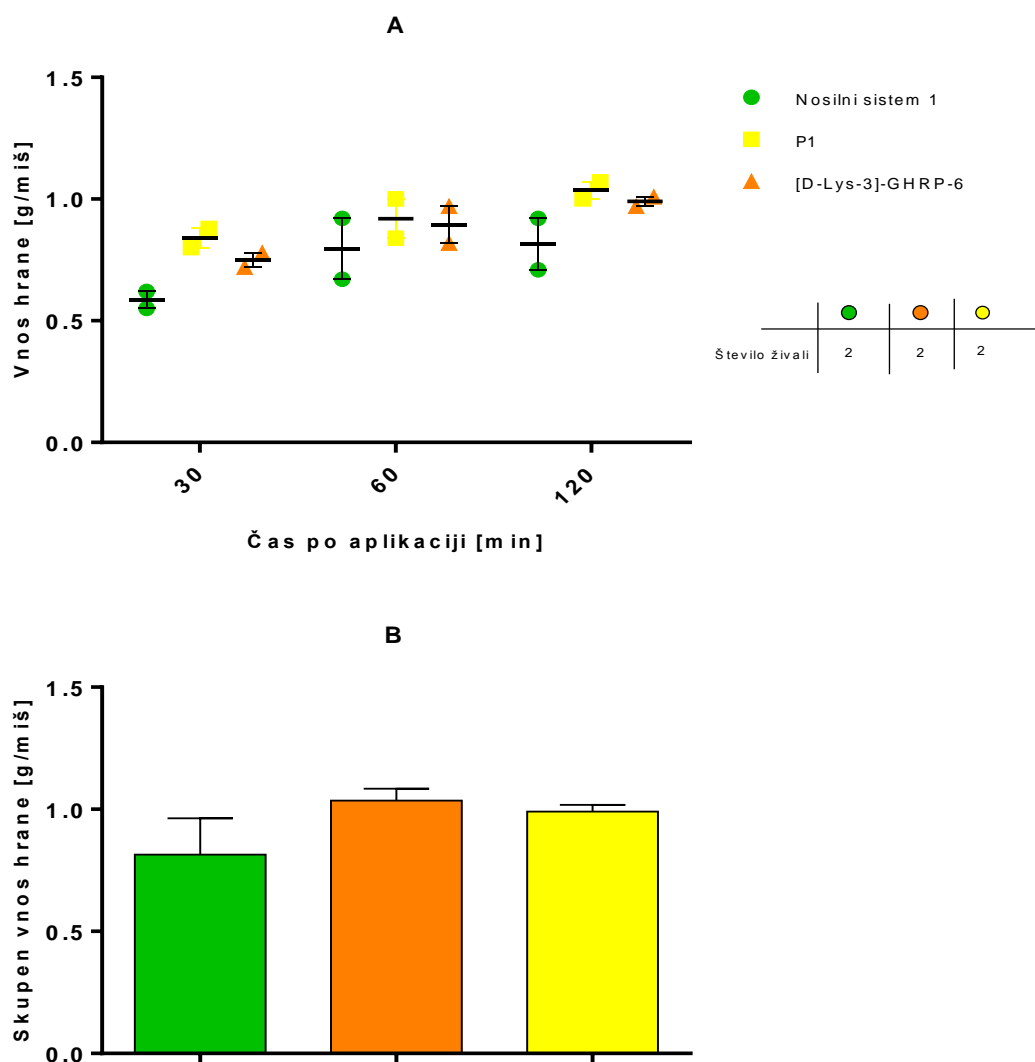 A
Vnos hrane [g/miš]
1.5
1.0
0.5
0.0
30
60
120
Čas po aplikaciji [min]
Nosilni sistem 1
P1
[D-Lys-3]-GHRP-6
Število živali 2 2 2
B
Skupen vnos hrane [g/miš]
1.5
1.0
0.5
0.0